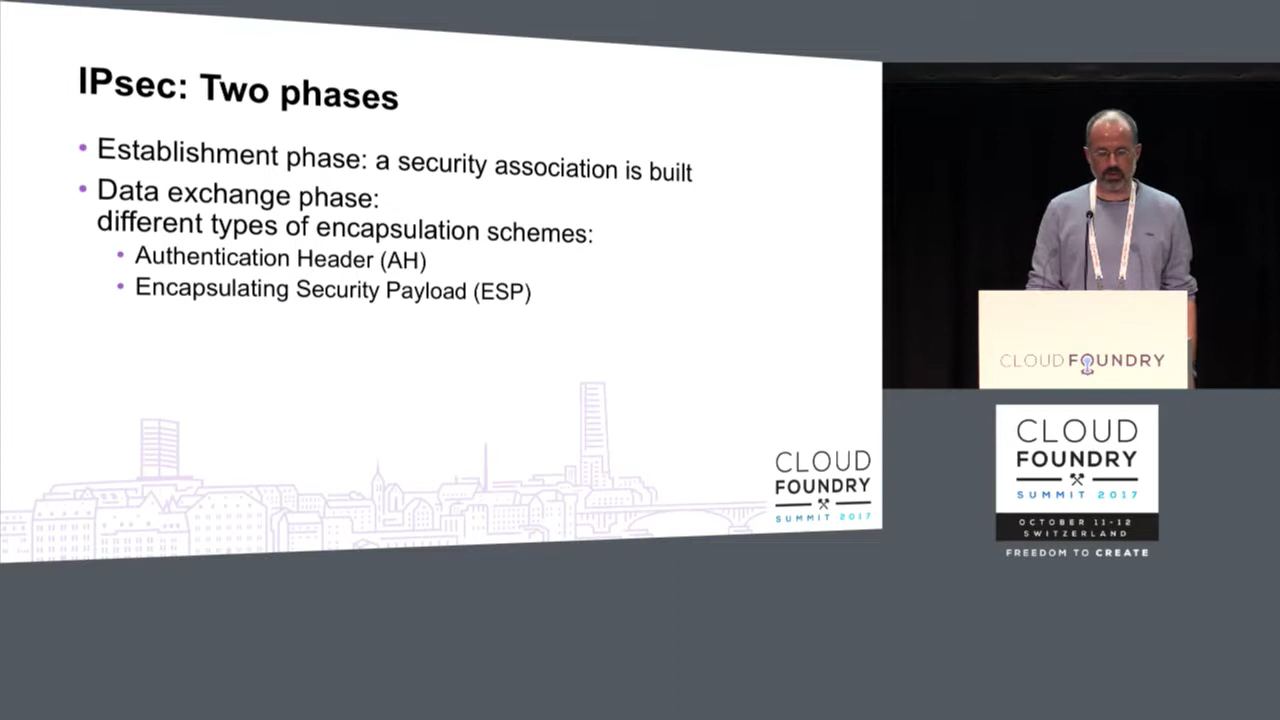 IPsec: Two phases
• Establishment phase: a security association is built
• Data exchange phase:
different types of encapsulation schemes:
• Authentication Header (AH)
• Encapsulating Security Payload (ESP)
CLOUD
FOUNDRY
SUMMIT 2017
CLOUD FOUNDRY
CLOUD
FOUNDRY
SUMMIT 2017
OCTOBER 11-12
SWITZERLAND
FREEDOM TO CREATE